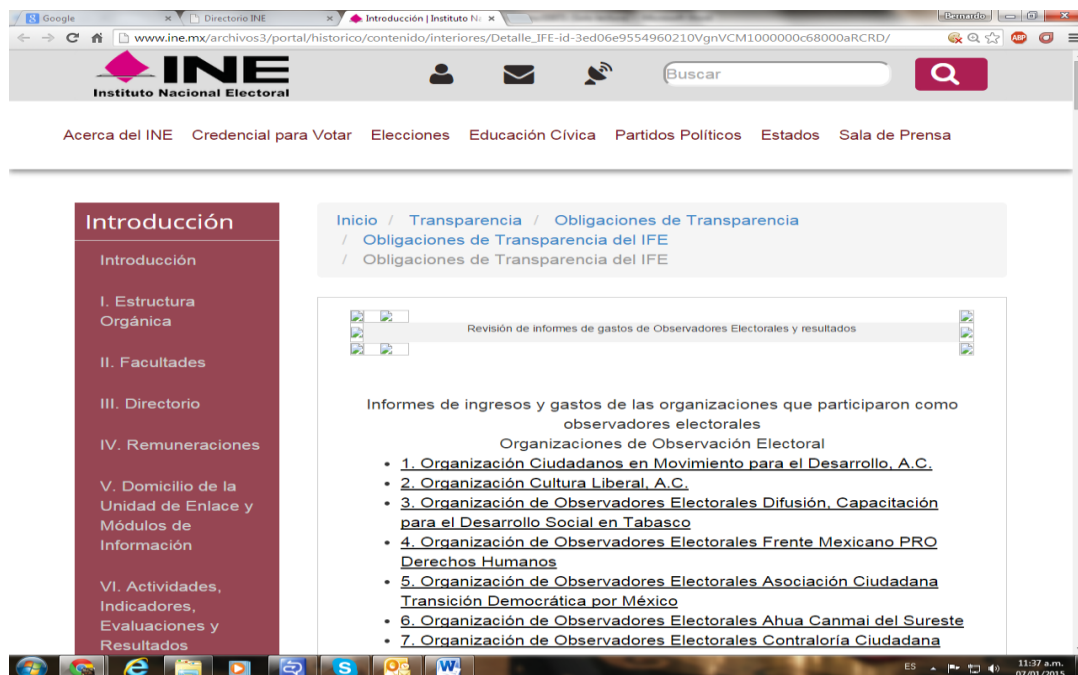 Google
Directorio INE
Introducción | Instituto Na
Bernardo
www.ine.mx/archivos3/portal/historico/contenido/interiores/Detalle_IFE-id-3ed06e9554960210VgnVCM1000000c68000aRCRD/
ABP
INE
Instituto Nacional Electoral
Buscar
Acerca del INE Credencial para Votar Elecciones Educación Cívica Partidos Políticos Estados Sala de Prensa
Introducción
Introducción
I. Estructura
Orgánica
II. Facultades
III. Directorio
IV. Remuneraciones
V. Domicilio de la
Unidad de Enlace y
Módulos de
Información
VI. Actividades,
Indicadores,
Evaluaciones y
Resultados
Inicio / Transparencia / Obligaciones de Transparencia
/ Obligaciones de Transparencia del IFE
/ Obligaciones de Transparencia del IFE
Revisión de informes de gastos de Observadores Electorales y resultados
Informes de ingresos y gastos de las organizaciones que participaron como
observadores electorales
Organizaciones de Observación Electoral
• 1. Organización Ciudadanos en Movimiento para el Desarrollo, A.C.
• 2. Organización Cultura Liberal, A.C.
• 3. Organización de Observadores Electorales Difusión, Capacitación
para el Desarrollo Social en Tabasco
• 4. Organización de Observadores Electorales Frente Mexicano PRO
Derechos Humanos
• 5. Organización de Observadores Electorales Asociación Ciudadana
Transición Democrática por México
• 6. Organización de Observadores Electorales Ahua Canmai del Sureste
• 7. Organización de Observadores Electorales Contraloría Ciudadana
ES
11:37 a.m.
07/01/2015